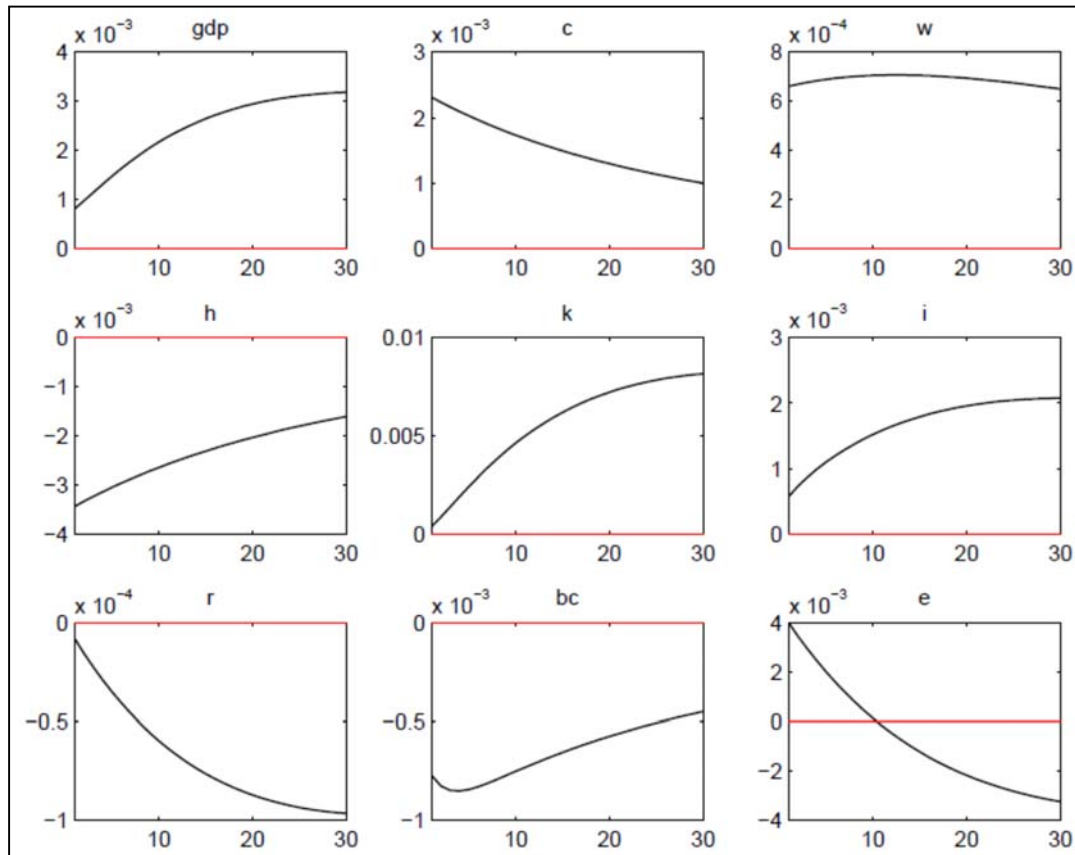 gdp c w
x 10⁻³ x 10⁻³ x 10⁻⁴
4 3 8
3 6
2
2 4
1
1 2
0 0 0
10 20 30 10 20 30 10 20 30
h k i
x 10⁻³ x 10⁻³
0 0.01 3
−1
2
−2 0.005
1
−3
−4 0 0
10 20 30 10 20 30 10 20 30
r bc e
x 10⁻⁴ x 10⁻³ x 10⁻³
0 0 4
2
−0.5 −0.5 0
−2
−1 −1 −4
10 20 30 10 20 30 10 20 30